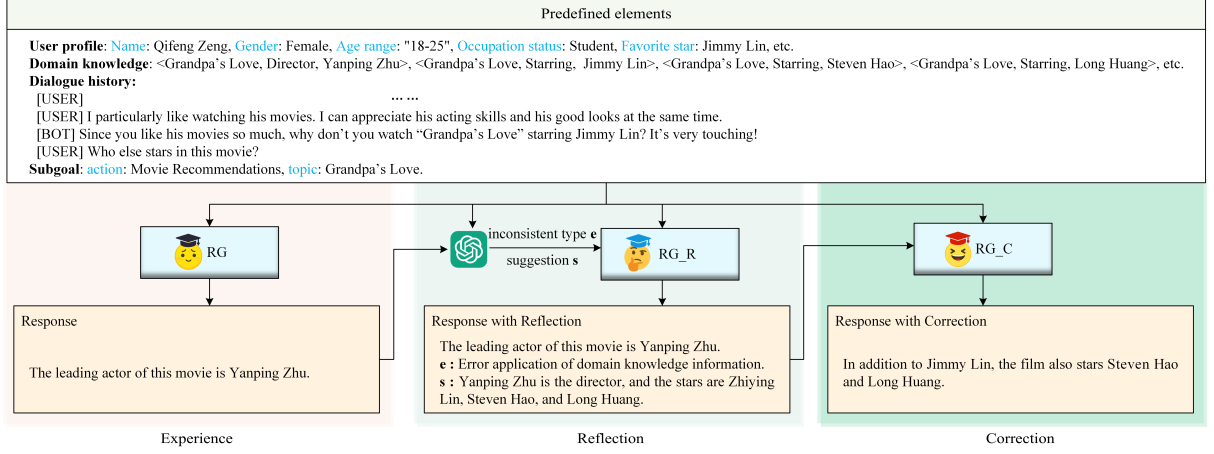 Predefined elements
User profile: Name: Qifeng Zeng, Gender: Female, Age range: "18-25", Occupation status: Student, Favorite star: Jimmy Lin, etc.
Domain knowledge: <Grandpa's Love, Director, Yanping Zhu>, <Grandpa's Love, Starring, Jimmy Lin>, <Grandpa's Love, Starring, Steven Hao>, <Grandpa's Love, Starring, Long Huang>, etc.
Dialogue history:
[USER] ... ...
[USER] I particularly like watching his movies. I can appreciate his acting skills and his good looks at the same time.
[BOT] Since you like his movies so much, why don't you watch “Grandpa's Love” starring Jimmy Lin? It's very touching!
[USER] Who else stars in this movie?
Subgoal: action: Movie Recommendations, topic: Grandpa's Love.
RG
inconsistent type e
suggestion s
RG_R
RG_C
Response
The leading actor of this movie is Yanping Zhu.
Response with Reflection
The leading actor of this movie is Yanping Zhu.
e : Error application of domain knowledge information.
s : Yanping Zhu is the director, and the stars are Zhiying
Lin, Steven Hao, and Long Huang.
Response with Correction
In addition to Jimmy Lin, the film also stars Steven Hao
and Long Huang.
Experience
Reflection
Correction